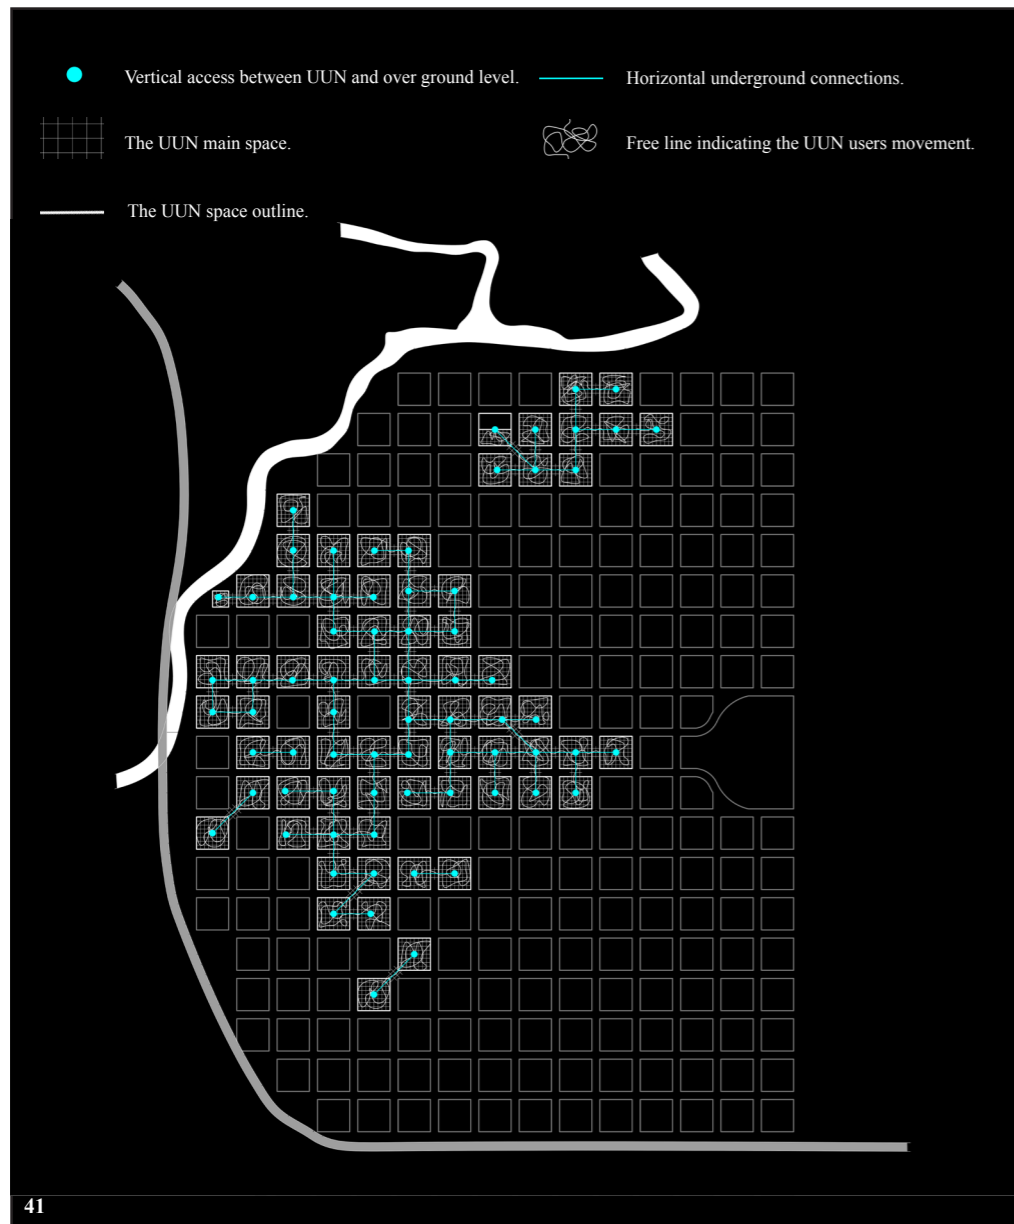 Vertical access between UUN and over ground level.
Horizontal underground connections.
The UUN main space.
Free line indicating the UUN users movement.
The UUN space outline.
41